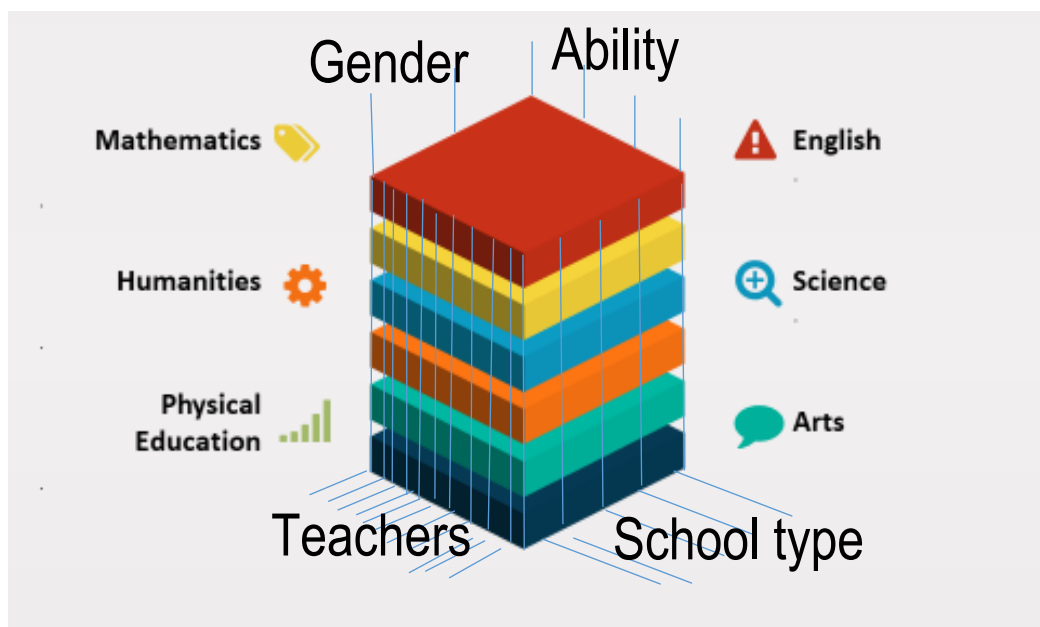 Gender
Ability
Mathematics
English
Humanities
Science
Physical
Education
Arts
Teachers
School type